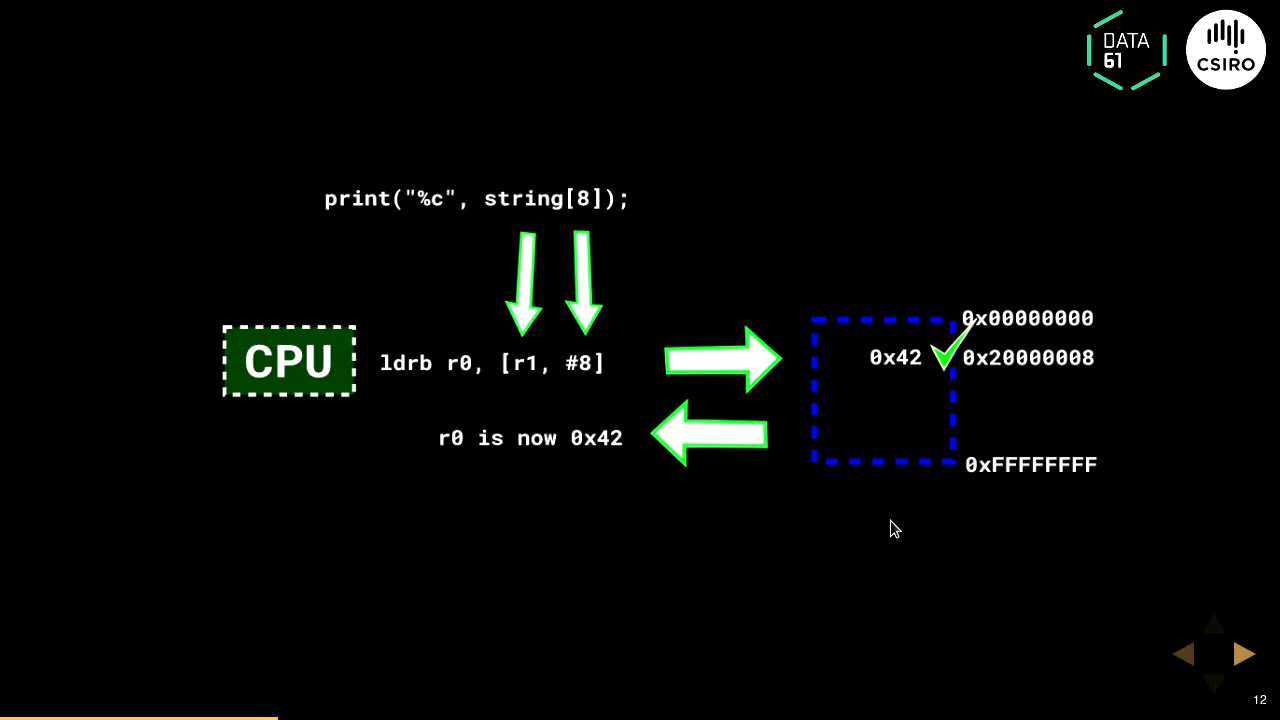 DATA
61
CSIRO
print("%c", string[8]);
0x00000000
CPU
ldrb r0, [r1, #8]
0x42
0x20000008
r0 is now 0x42
0xFFFFFFFF
12